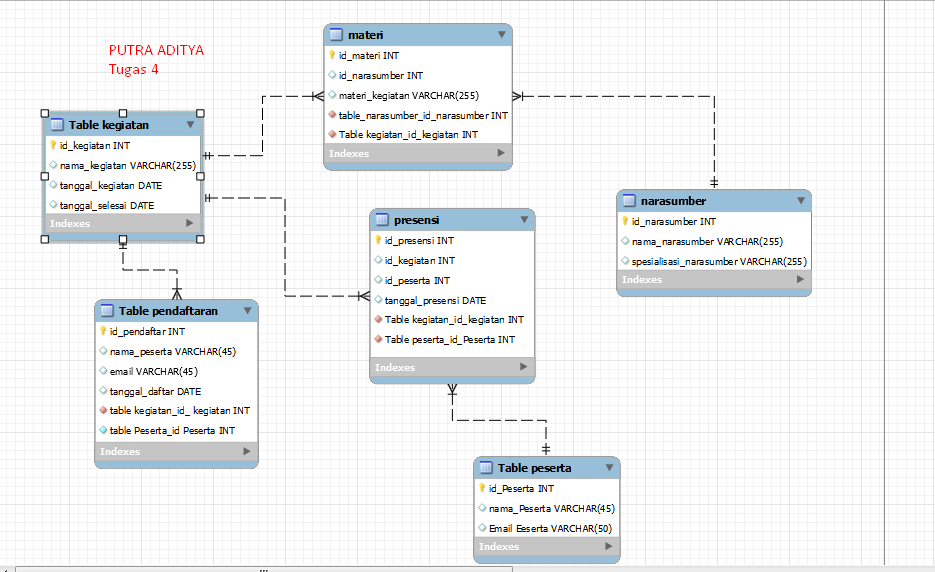 PUTRA ADITYA
Tugas 4
materi
id_materi INT
id_narasumber INT
materi_kegiatan VARCHAR(255)
table_narasumber_id_narasumber INT
Table kegiatan_id_kegiatan INT
Indexes
Table kegiatan
id_kegiatan INT
nama_kegiatan VARCHAR(255)
tanggal_kegiatan DATE
tanggal_selesai DATE
Indexes
narasumber
id_narasumber INT
nama_narasumber VARCHAR(255)
spesialisasi_narasumber VARCHAR(255)
Indexes
presensi
id_presensi INT
id_kegiatan INT
id_peserta INT
tanggal_presensi DATE
Table kegiatan_id_kegiatan INT
Table peserta_id_Peserta INT
Indexes
Table pendaftaran
id_pendaftar INT
nama_peserta VARCHAR(45)
email VARCHAR(45)
tanggal_daftar DATE
table kegiatan_id_ kegiatan INT
table Peserta_id Peserta INT
Indexes
Table peserta
id_Peserta INT
nama_Peserta VARCHAR(45)
Email Eeserta VARCHAR(50)
Indexes